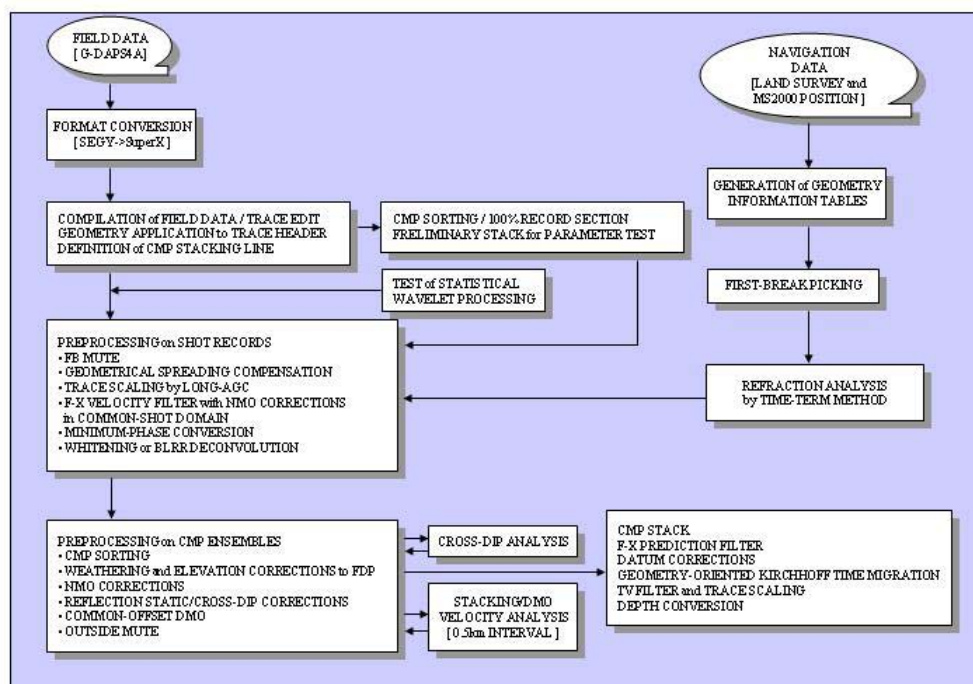 FIELD DATA
[G-DAPS4A]
FORMAT CONVERSION
[SEGY->SuperX]
COMPILATION of FIELD DATA / TRACE EDIT
GEOMETRY APPLICATION to TRACE HEADER
DEFINITION of CMP STACKING LINE
CMP SORTING / 100% RECORD SECTION
FRELIMINARY STACK for PARAMETER TEST
TEST of STATISTICAL
WAVELET PROCESSING
NAVIGATION
DATA
[LAND SURVEY and
MS2000 POSITION]
GENERATION of GEOMETRY
INFORMATION TABLES
FIRST-BREAK PICKING
REFRACTION ANALYSIS
by TIME-TERM METHOD
PREPROCESSING on SHOT RECORDS
• FB MUTE
• GEOMETRICAL SPREADING COMPENSATION
• TRACE SCALING by LONG-AGC
• F-X VELOCITY FILTER with NMO CORRECTIONS
in COMMON-SHOT DOMAIN
• MINIMUM-PHASE CONVERSION
• WHITENING or BLRR DECONVOLUTION
PREPROCESSING on CMP ENSEMBLES
• CMP SORTING
• WEATHERING and ELEVATION CORRECTIONS to FDP
• NMO CORRECTIONS
• REFLECTION STATIC/CROSS-DIP CORRECTIONS
• COMMON-OFFSET DMO
• OUTSIDE MUTE
CROSS-DIP ANALYSIS
STACKING/DMO
VELOCITY ANALYSIS
[0.5km INTERVAL]
CMP STACK
F-X PREDICTION FILTER
DATUM CORRECTIONS
GEOMETRY-ORIENTED KIRCHHOFF TIME MIGRATION
TV FILTER and TRACE SCALING
DEPTH CONVERSION